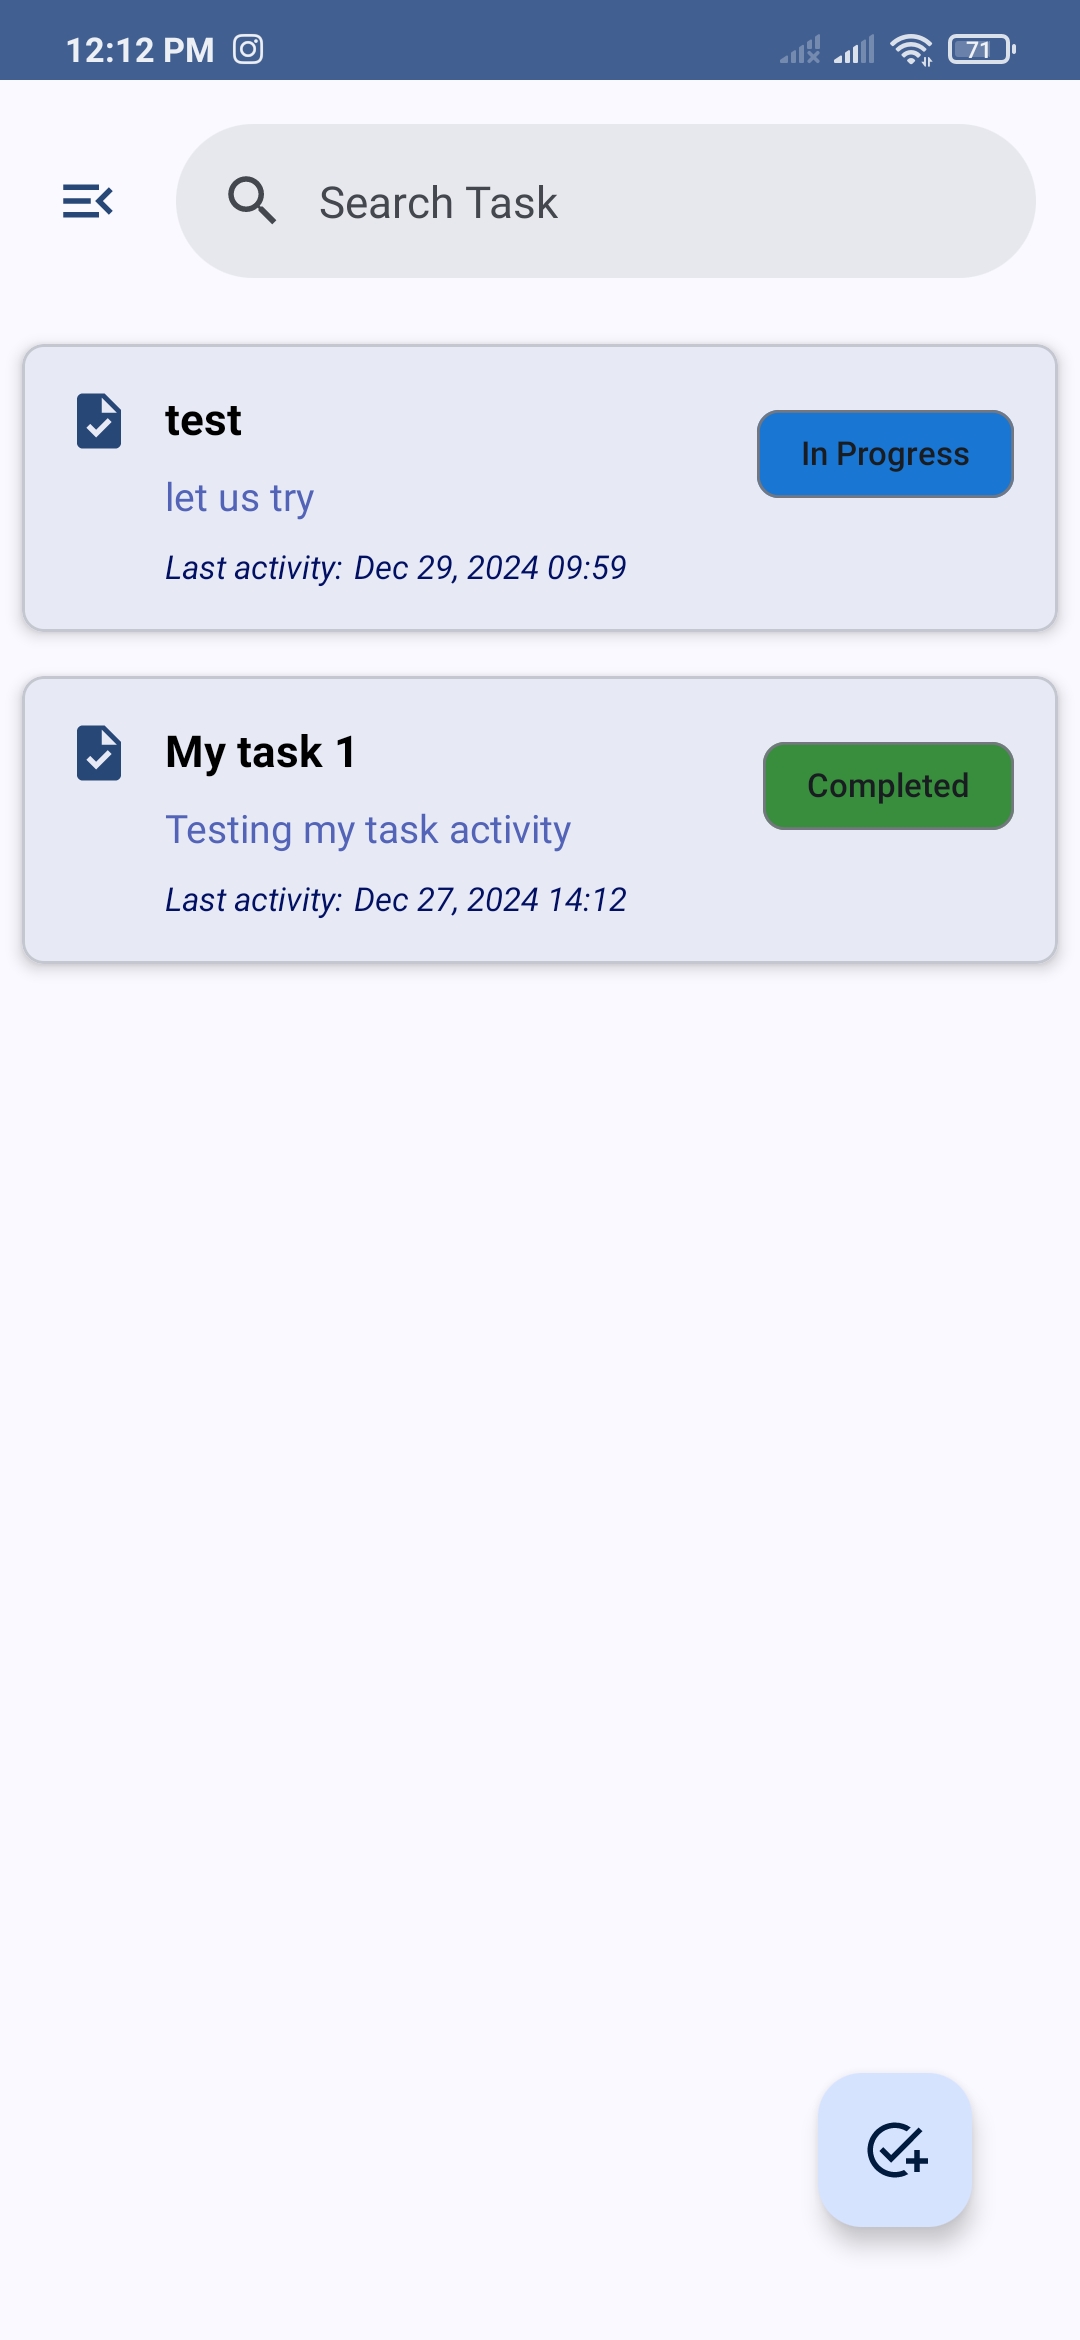 12:12 PM 71
Search Task
test
In Progress
let us try
Last activity: Dec 29, 2024 09:59
My task 1
Completed
Testing my task activity
Last activity: Dec 27, 2024 14:12